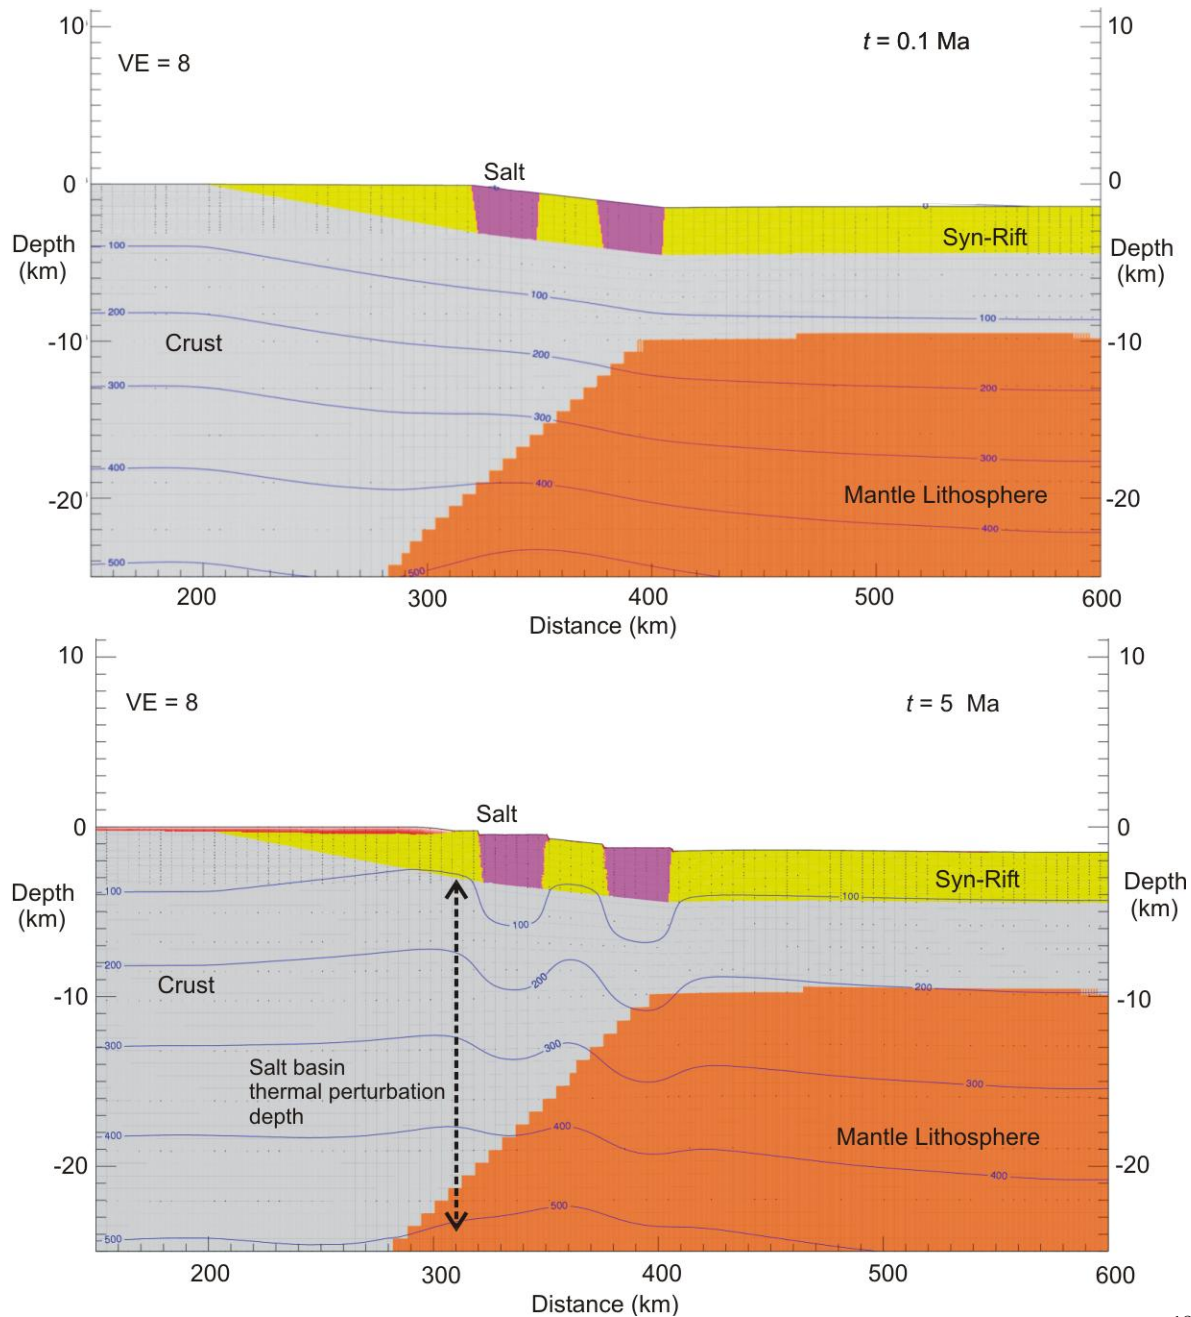 10
10
t = 0.1 Ma
VE = 8
Salt
0
0
Depth
(km)
Syn-Rift
Depth
(km)
100
100
100
200
Crust
-10
-10
200
200
300
300
300
400
400
400
Mantle Lithosphere
-20
-20
500
500
200
300
400
500
600
Distance (km)
10
10
VE = 8
t = 5 Ma
Salt
0
0
Depth
(km)
Syn-Rift
Depth
(km)
100
100
100
200
200
200
Crust
-10
-10
300
300
300
Salt basin
thermal perturbation
depth
400
400
400
Mantle Lithosphere
-20
-20
500
500
200
300
400
500
600
Distance (km)